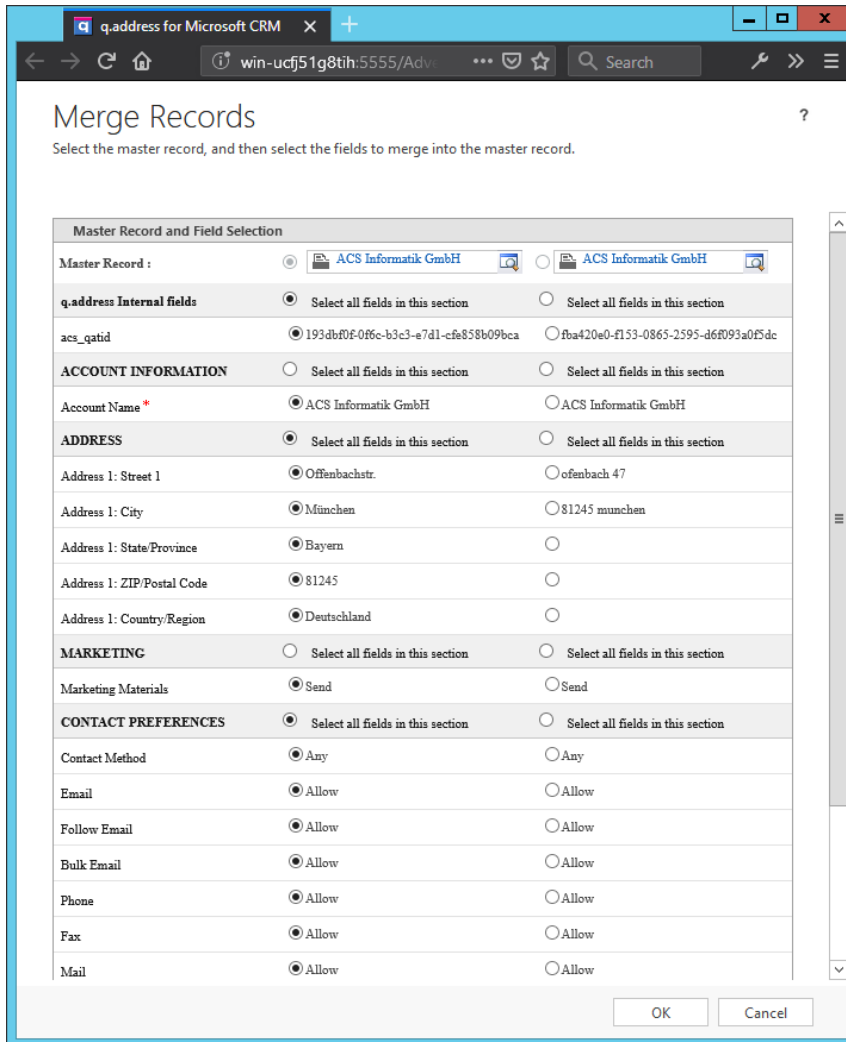 q q.address for Microsoft CRM
win-ucfj51g8tih:5555/Adve
Search
Merge Records
?
Select the master record, and then select the fields to merge into the master record.
Master Record and Field Selection
Master Record : ACS Informatik GmbH ACS Informatik GmbH
q.address Internal fields Select all fields in this section Select all fields in this section
acs_qatid 193dbf0f-0f6c-b3c3-e7d1-cfe858b09bca fba420e0-f153-0865-2595-d6f093a0f5dc
ACCOUNT INFORMATION Select all fields in this section Select all fields in this section
Account Name * ACS Informatik GmbH ACS Informatik GmbH
ADDRESS Select all fields in this section Select all fields in this section
Address 1: Street 1 Offenbachstr. ofenbach 47
Address 1: City München 81245 munchen
Address 1: State/Province Bayern
Address 1: ZIP/Postal Code 81245
Address 1: Country/Region Deutschland
MARKETING Select all fields in this section Select all fields in this section
Marketing Materials Send Send
CONTACT PREFERENCES Select all fields in this section Select all fields in this section
Contact Method Any Any
Email Allow Allow
Follow Email Allow Allow
Bulk Email Allow Allow
Phone Allow Allow
Fax Allow Allow
Mail Allow Allow
OK Cancel